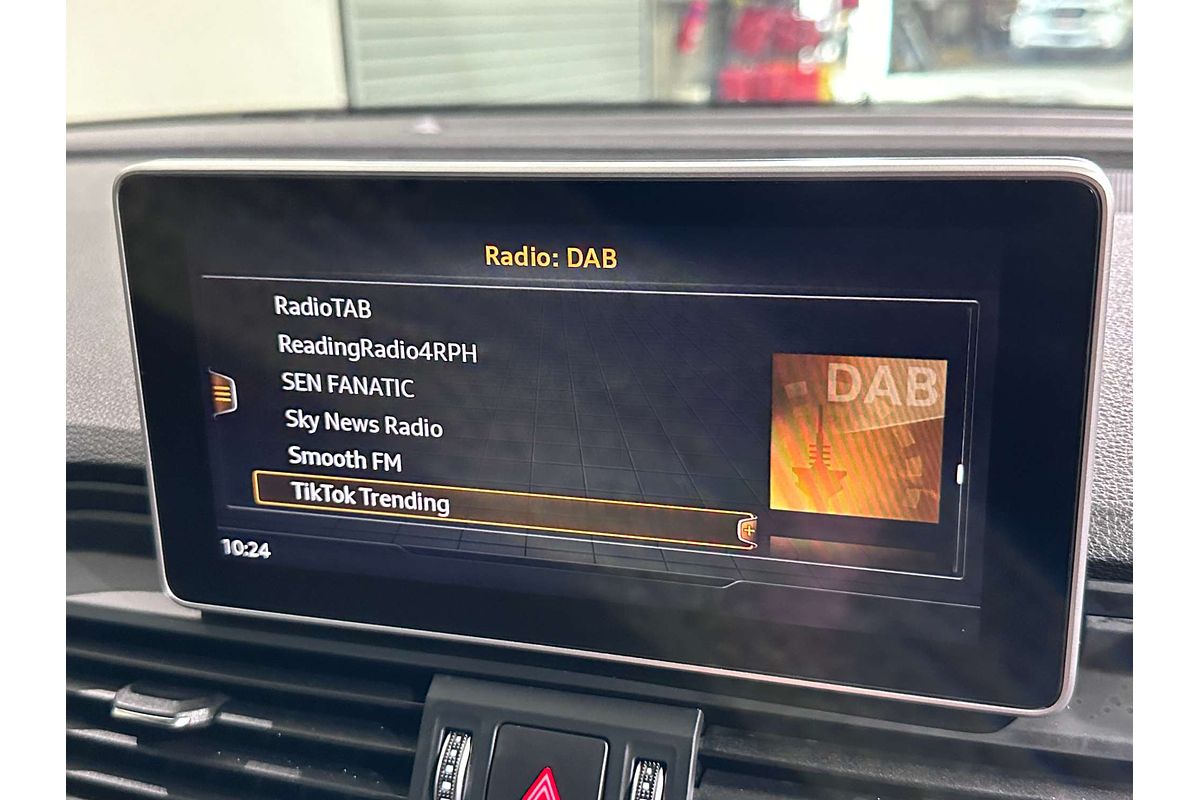 Radio: DAB
RadioTAB
ReadingRadio4RPH
SEN FANATIC
Sky News Radio
Smooth FM
TikTok Trending
DAB
10:24